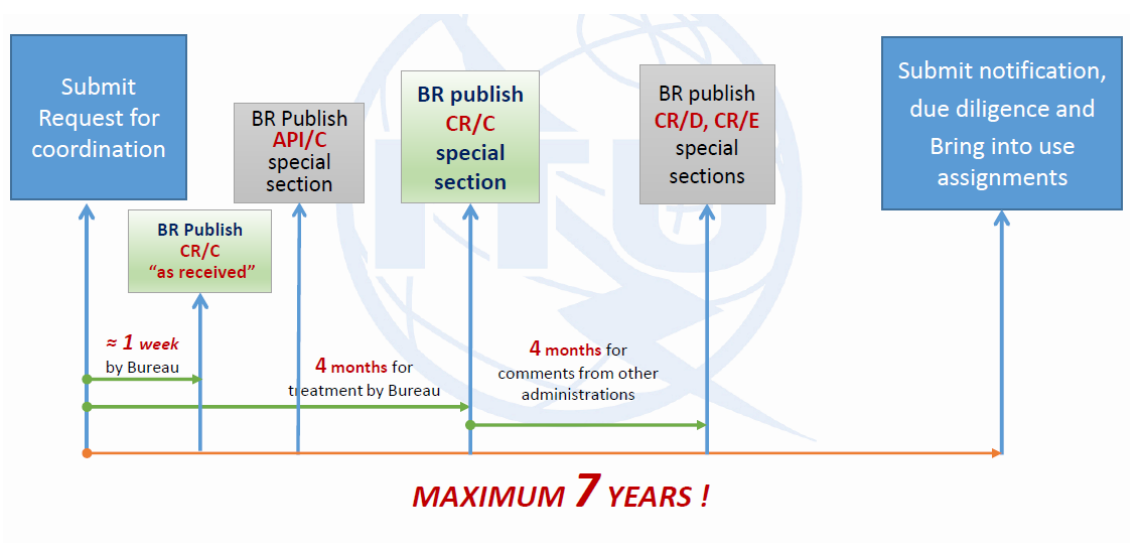 Submit
Request for
coordination
BR Publish
CR/C
“as received”
BR Publish
API/C
special
section
BR publish
CR/C
special
section
BR publish
CR/D, CR/E
special
sections
Submit notification,
due diligence and
Bring into use
assignments
≈ 1 week
by Bureau
4 months for
treatment by Bureau
4 months for
comments from other
administrations
MAXIMUM 7 YEARS !
ITU